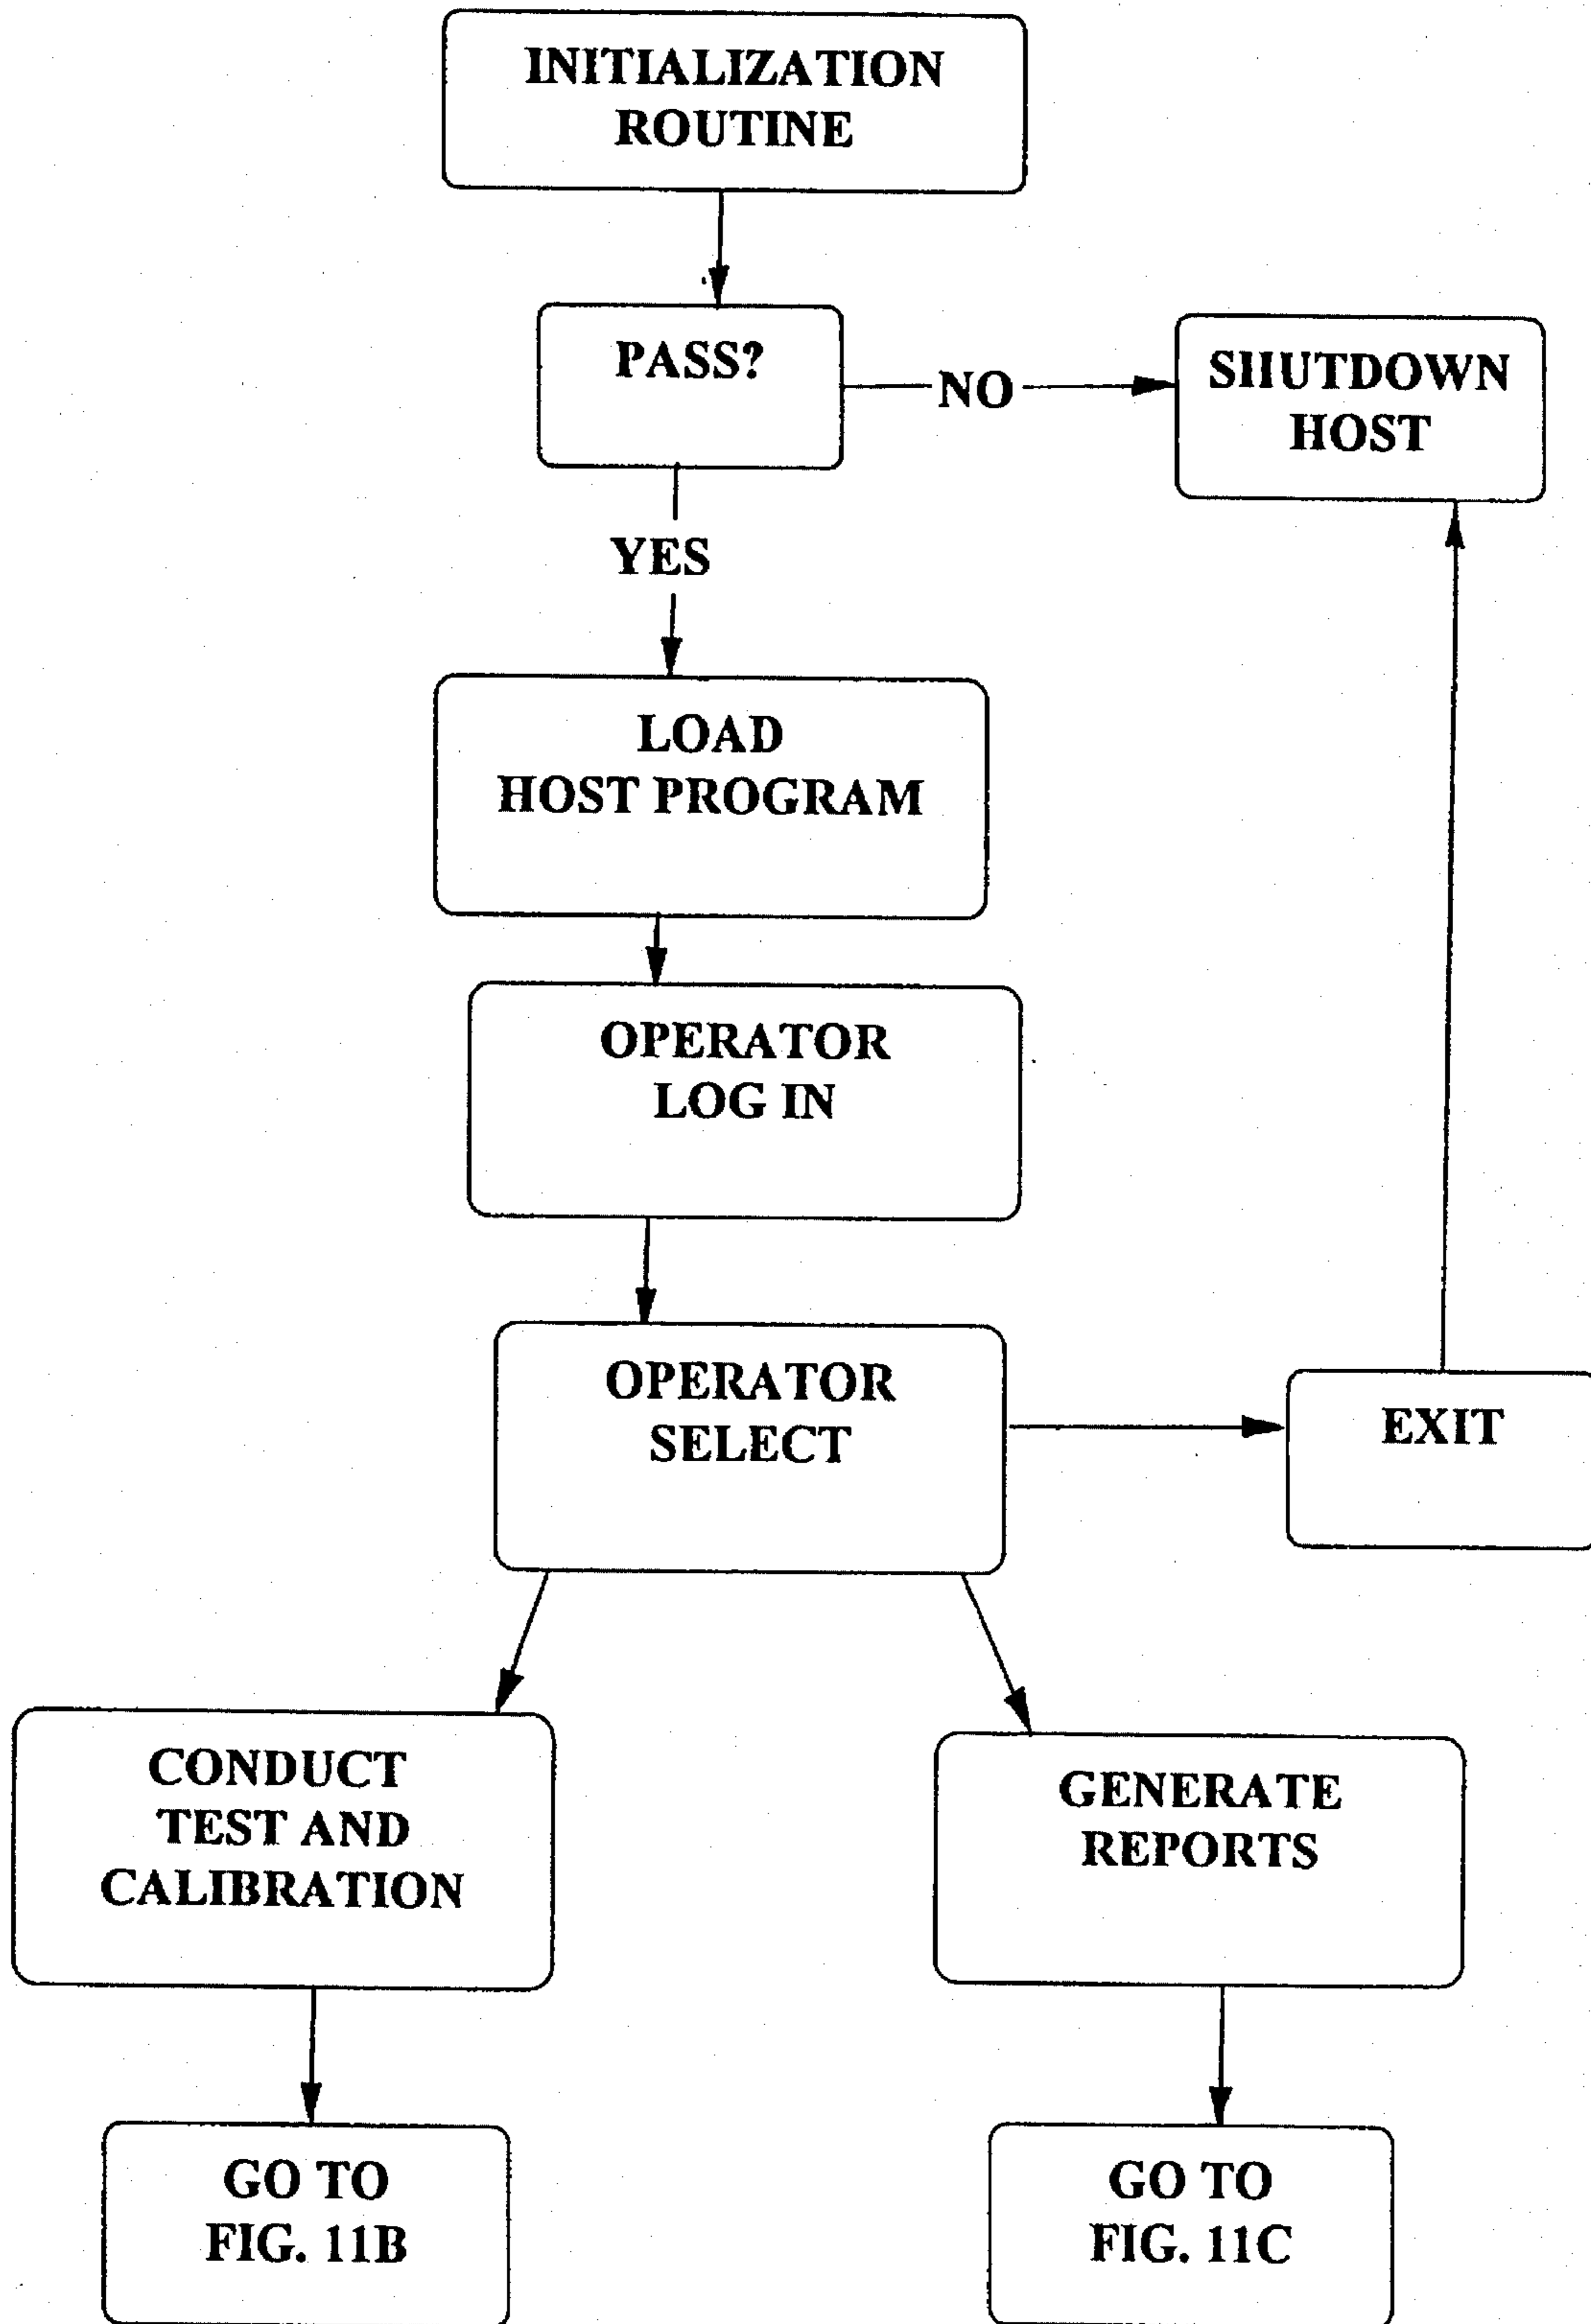 INITIALIZATION
ROUTINE
PASS?
NO
SHUTDOWN
HOST
YES
LOAD
HOST PROGRAM
OPERATOR
LOG IN
OPERATOR
SELECT
EXIT
CONDUCT
TEST AND
CALIBRATION
GENERATE
REPORTS
GO TO
FIG. 11B
GO TO
FIG. 11C